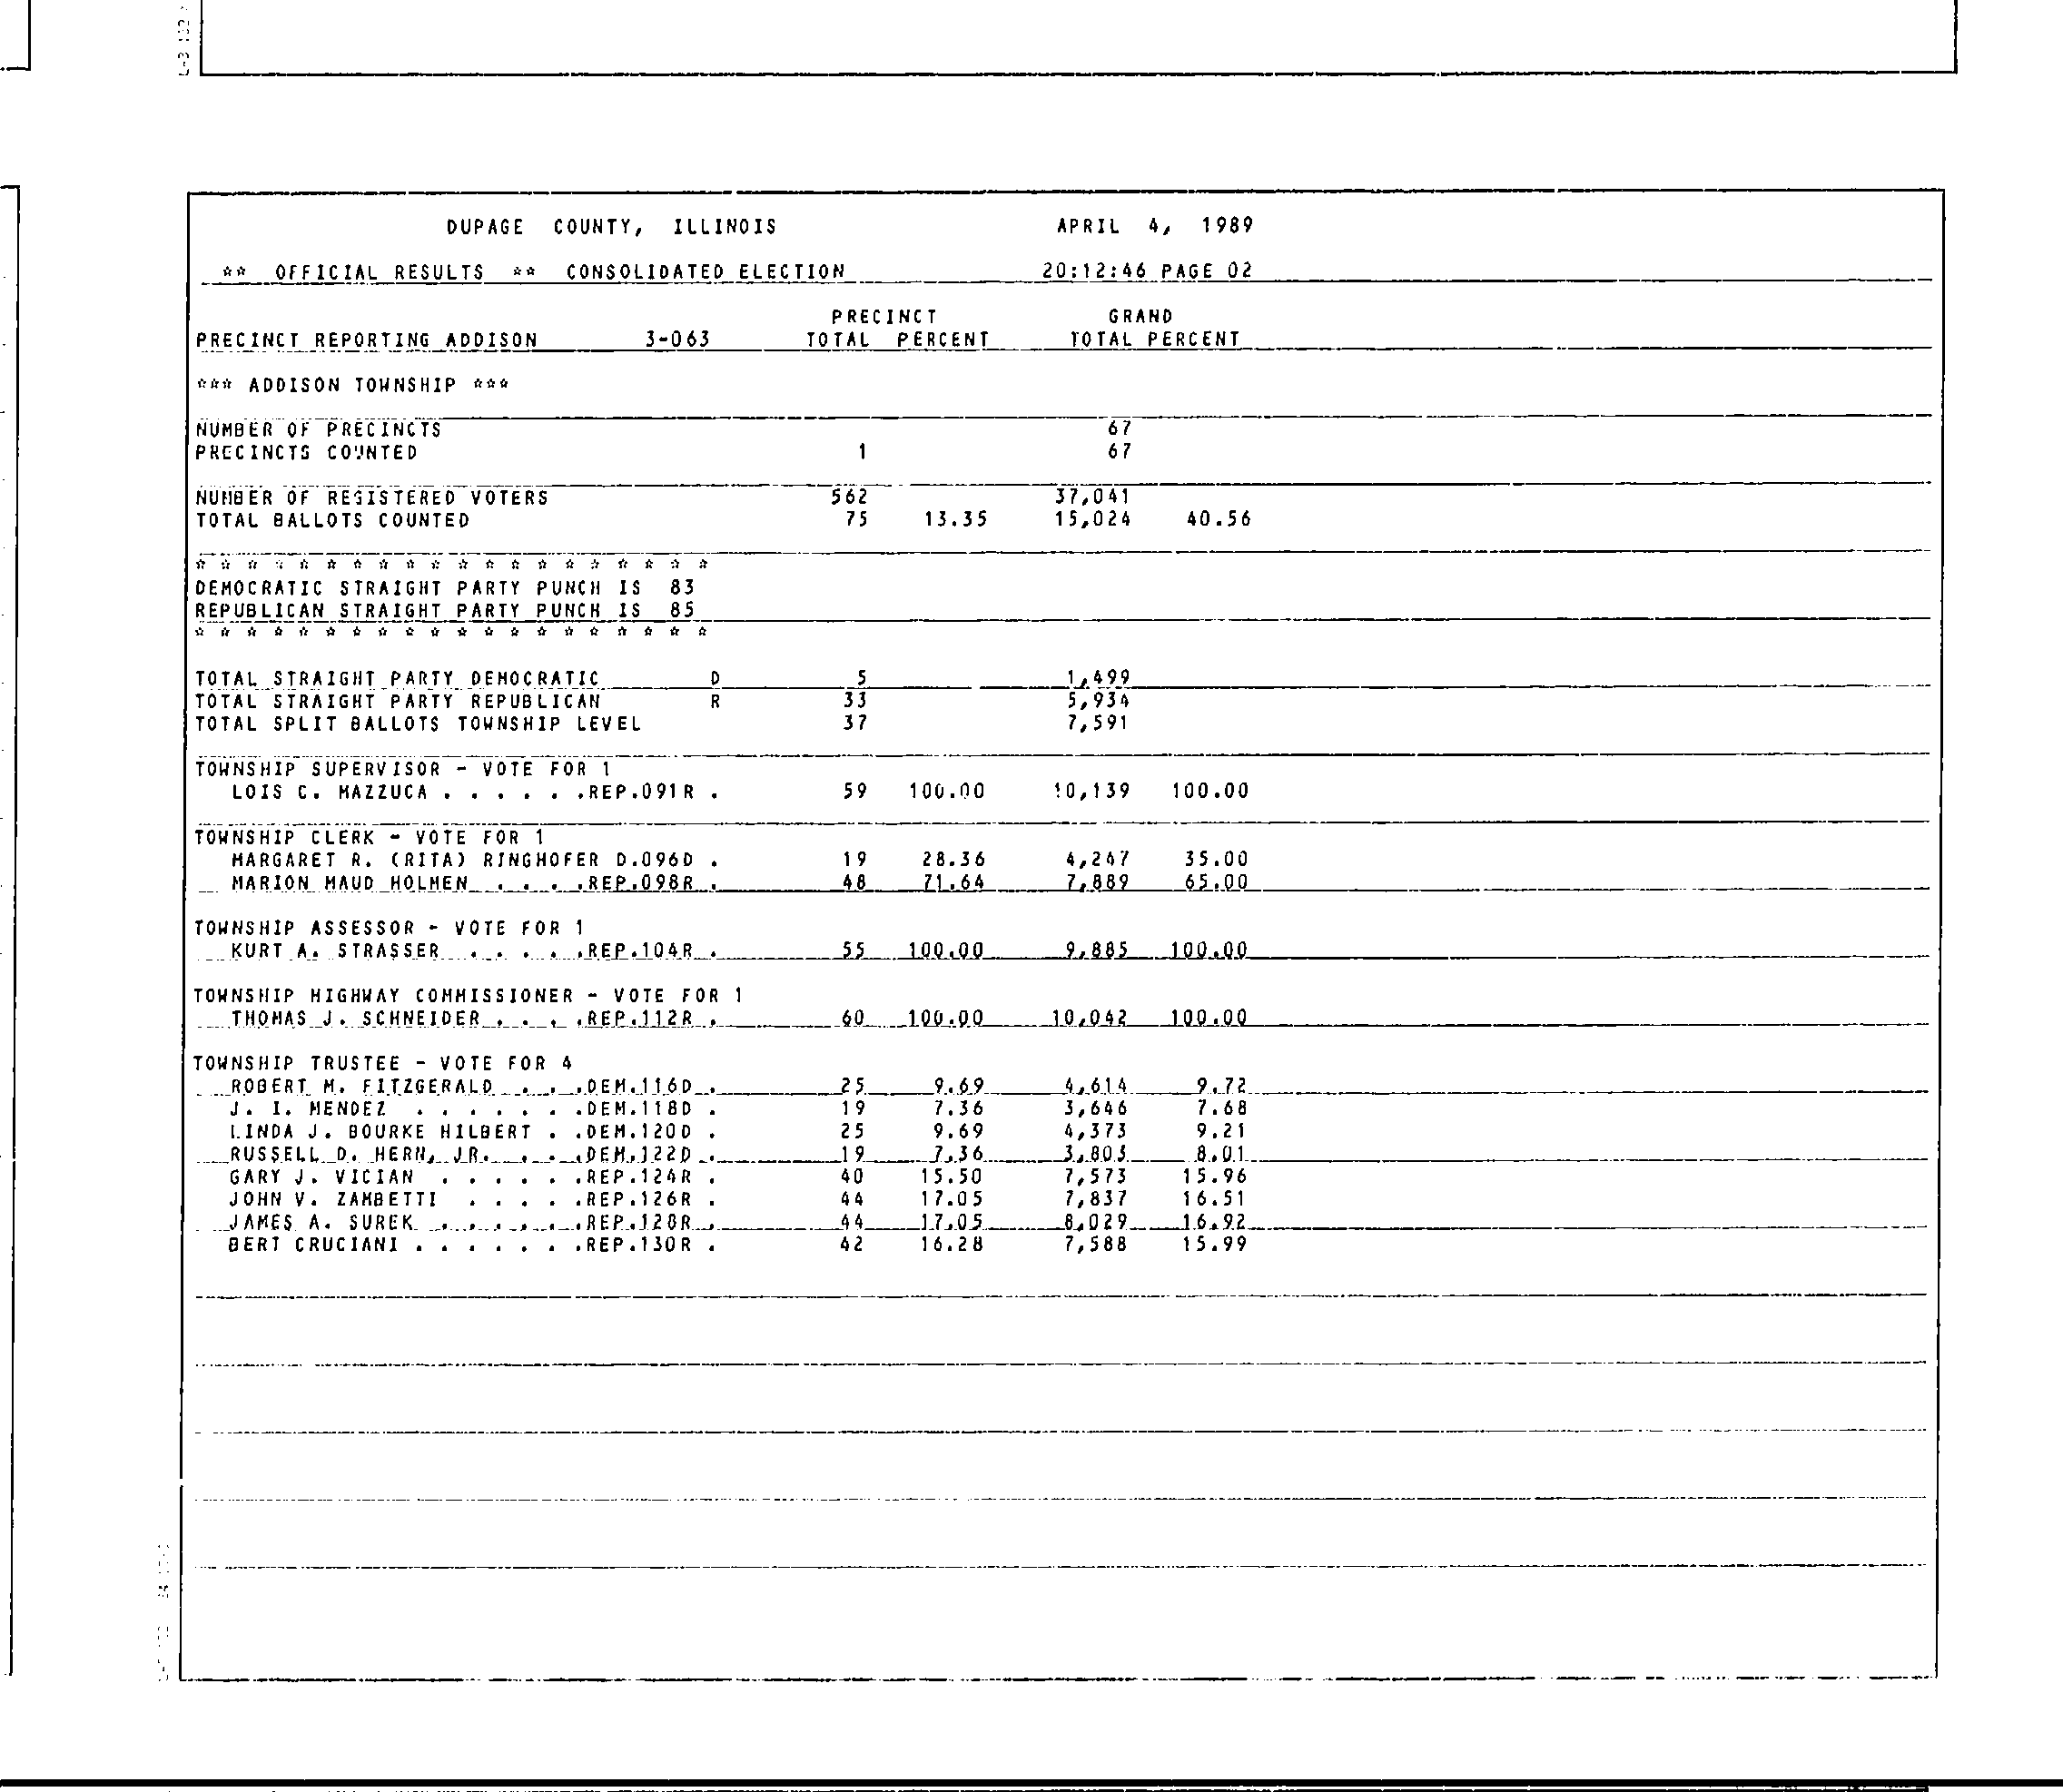 DUPAGE COUNTY, ILLINOIS APRIL 4, 1989
** OFFICIAL RESULTS ** CONSOLIDATED ELECTION 20:12:46 PAGE 02
PRECINCT GRAND
PRECINCT REPORTING ADDISON 3-063 TOTAL PERCENT TOTAL PERCENT
*** ADDISON TOWNSHIP ***
NUMBER OF PRECINCTS 67
PRECINCTS COUNTED 1 67
NUMBER OF REGISTERED VOTERS 562 37,041
TOTAL BALLOTS COUNTED 75 13.35 15,024 40.56
* * * * * * * * * * * * * * * * * * * *
DEMOCRATIC STRAIGHT PARTY PUNCH IS 83
REPUBLICAN STRAIGHT PARTY PUNCH IS 85
* * * * * * * * * * * * * * * * * * * *
TOTAL STRAIGHT PARTY DEMOCRATIC D 5 1,499
TOTAL STRAIGHT PARTY REPUBLICAN R 33 5,934
TOTAL SPLIT BALLOTS TOWNSHIP LEVEL 37 7,591
TOWNSHIP SUPERVISOR - VOTE FOR 1
LOIS C. MAZZUCA . . . . . .REP.091R . 59 100.00 10,139 100.00
TOWNSHIP CLERK - VOTE FOR 1
MARGARET R. (RITA) RINGHOFER D.096D . 19 28.36 4,247 35.00
MARION MAUD HOLMEN . . . . .REP.098R . 48 71.64 7,889 65.00
TOWNSHIP ASSESSOR - VOTE FOR 1
KURT A. STRASSER . . . . .REP.104R . 55 100.00 9,885 100.00
TOWNSHIP HIGHWAY COMMISSIONER - VOTE FOR 1
THOMAS J. SCHNEIDER . . . .REP.112R . 60 100.00 10,042 100.00
TOWNSHIP TRUSTEE - VOTE FOR 4
ROBERT M. FITZGERALD . . .DEM.116D . 25 9.69 4,614 9.72
J. I. MENDEZ . . . . . . .DEM.118D . 19 7.36 3,646 7.68
LINDA J. BOURKE HILBERT . .DEM.120D . 25 9.69 4,373 9.21
RUSSELL D. HERN, JR. . . .DEM.122D . 19 7.36 3,803 8.01
GARY J. VICIAN . . . . . .REP.124R . 40 15.50 7,573 15.96
JOHN V. ZAMBETTI . . . . .REP.126R . 44 17.05 7,837 16.51
JAMES A. SUREK . . . . . .REP.128R . 44 17.05 8,029 16.92
BERT CRUCIANI . . . . . . .REP.130R . 42 16.28 7,588 15.99